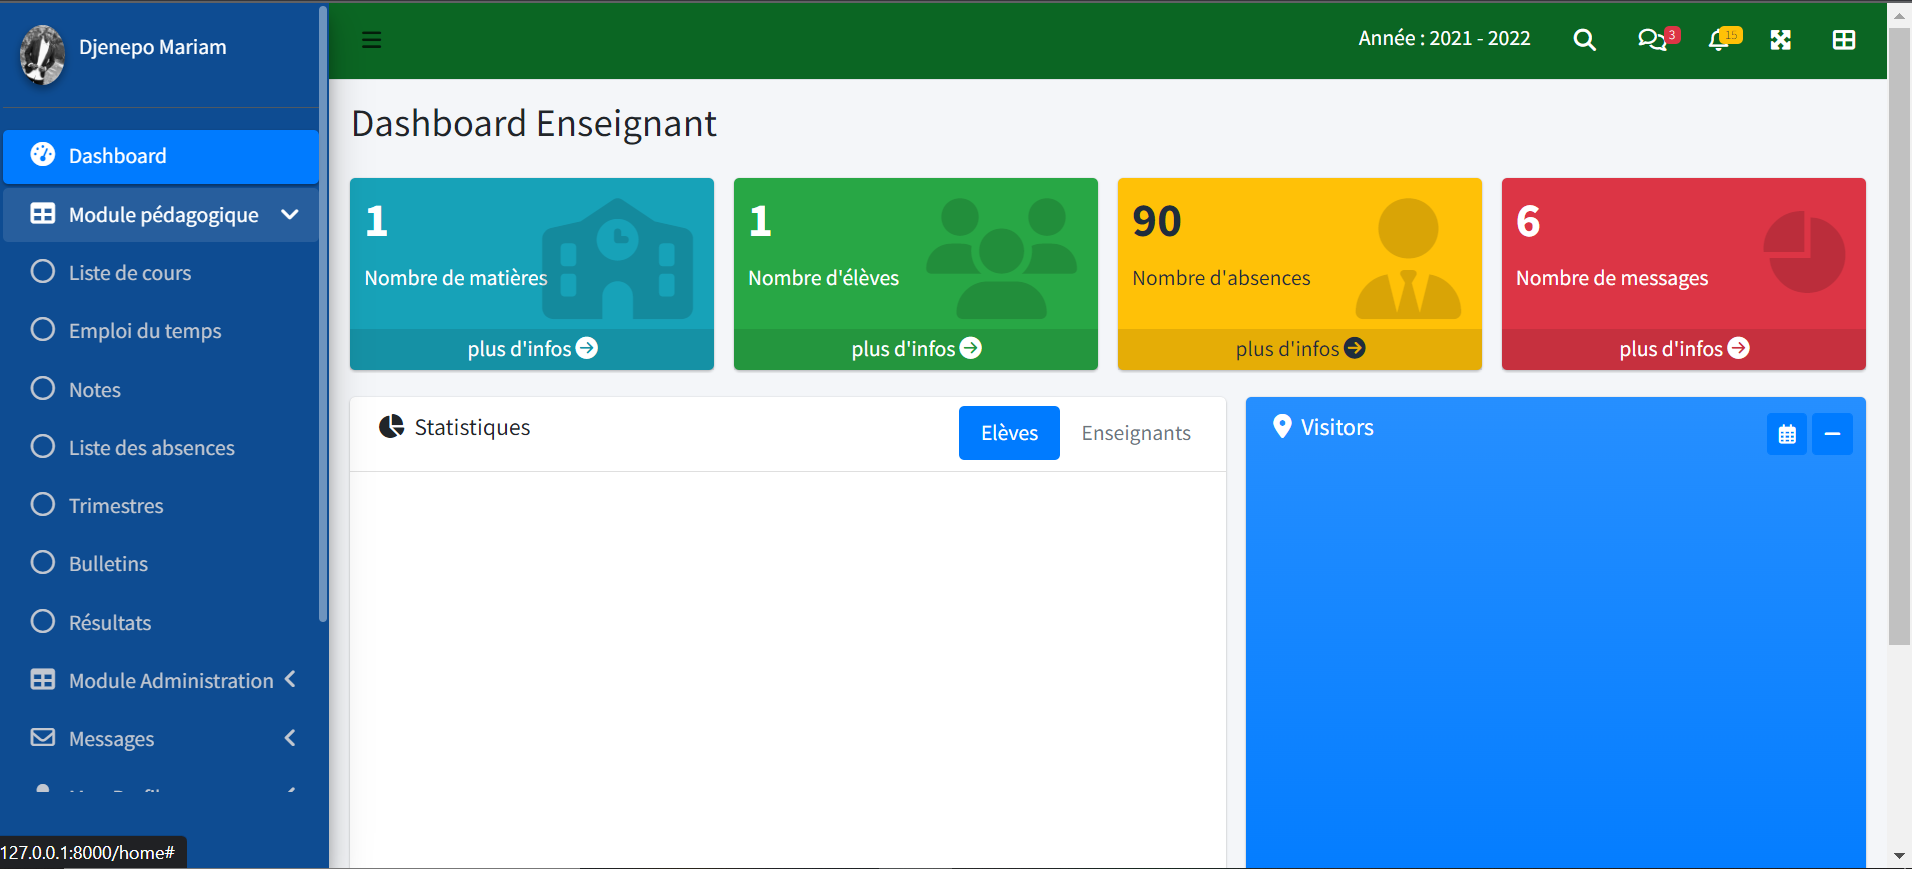 Djenepo Mariam
Année : 2021 - 2022
3
15
Dashboard
Module pédagogique
Liste de cours
Emploi du temps
Notes
Liste des absences
Trimestres
Bulletins
Résultats
Module Administration
Messages
127.0.0.1:8000/home#
Dashboard Enseignant
1
Nombre de matières
plus d'infos
1
Nombre d'élèves
plus d'infos
90
Nombre d'absences
plus d'infos
6
Nombre de messages
plus d'infos
Statistiques
Elèves
Enseignants
Visitors